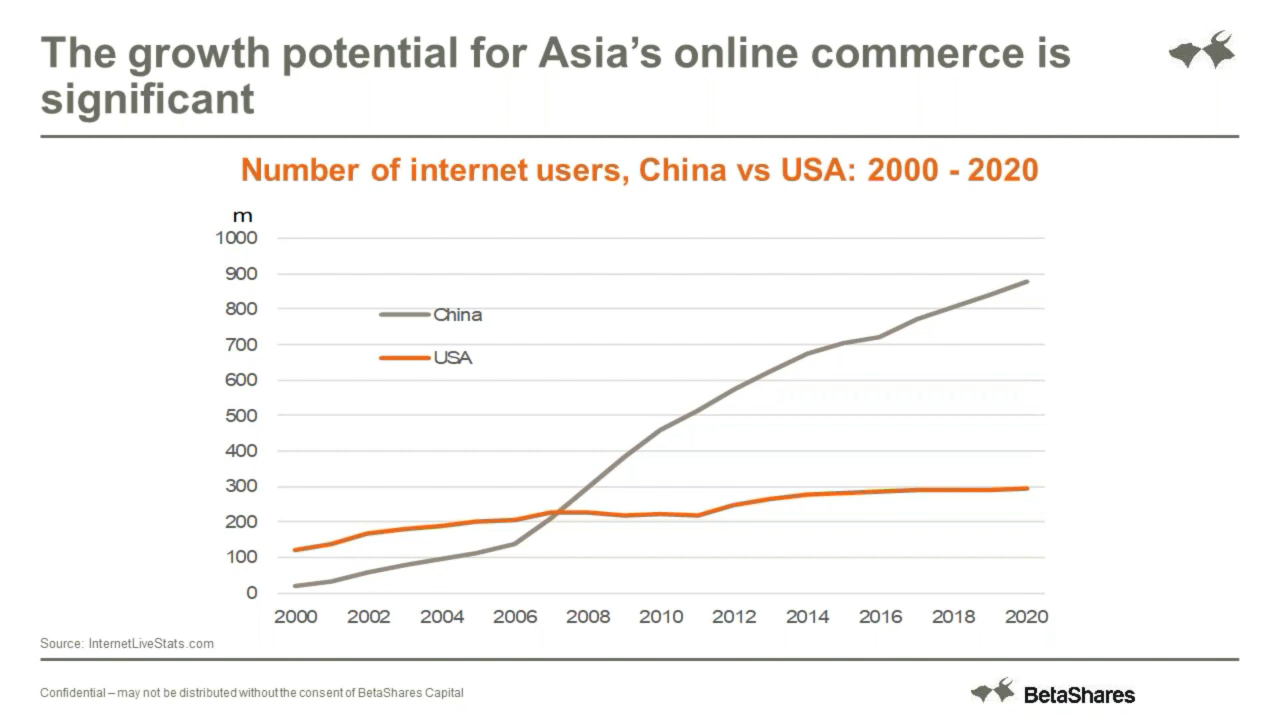 The growth potential for Asia’s online commerce is
significant
Number of internet users, China vs USA: 2000 - 2020
m
1000
900
800
700
600
500
400
300
200
100
0
China
USA
2000 2002 2004 2006 2008 2010 2012 2014 2016 2018 2020
Source: InternetLiveStats.com
Confidential – may not be distributed without the consent of BetaShares Capital
BetaShares